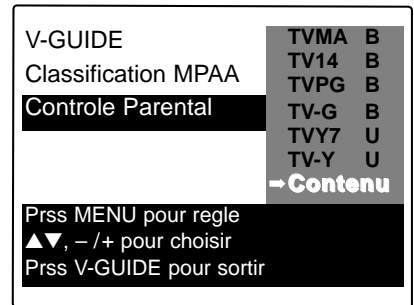 V-GUIDE
Classification MPAA
Controle Parental
TVMA B
TV14 B
TVPG B
TV-G B
TVY7 U
TV-Y U
➞Contenu
Prss MENU pour regle
▲▼, – /+ pour choisir
Prss V-GUIDE pour sortir